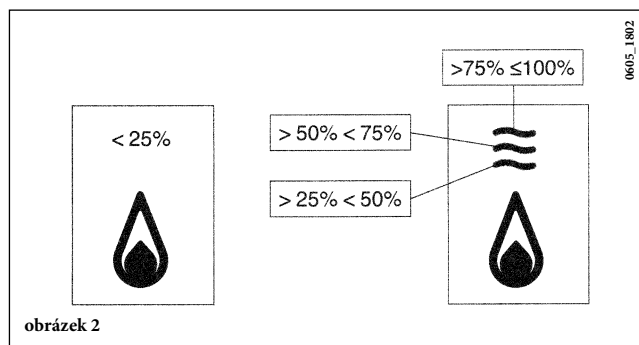 0605_1802
>75% ≤100%
< 25%
> 50% < 75%
> 25% < 50%
obrázek 2